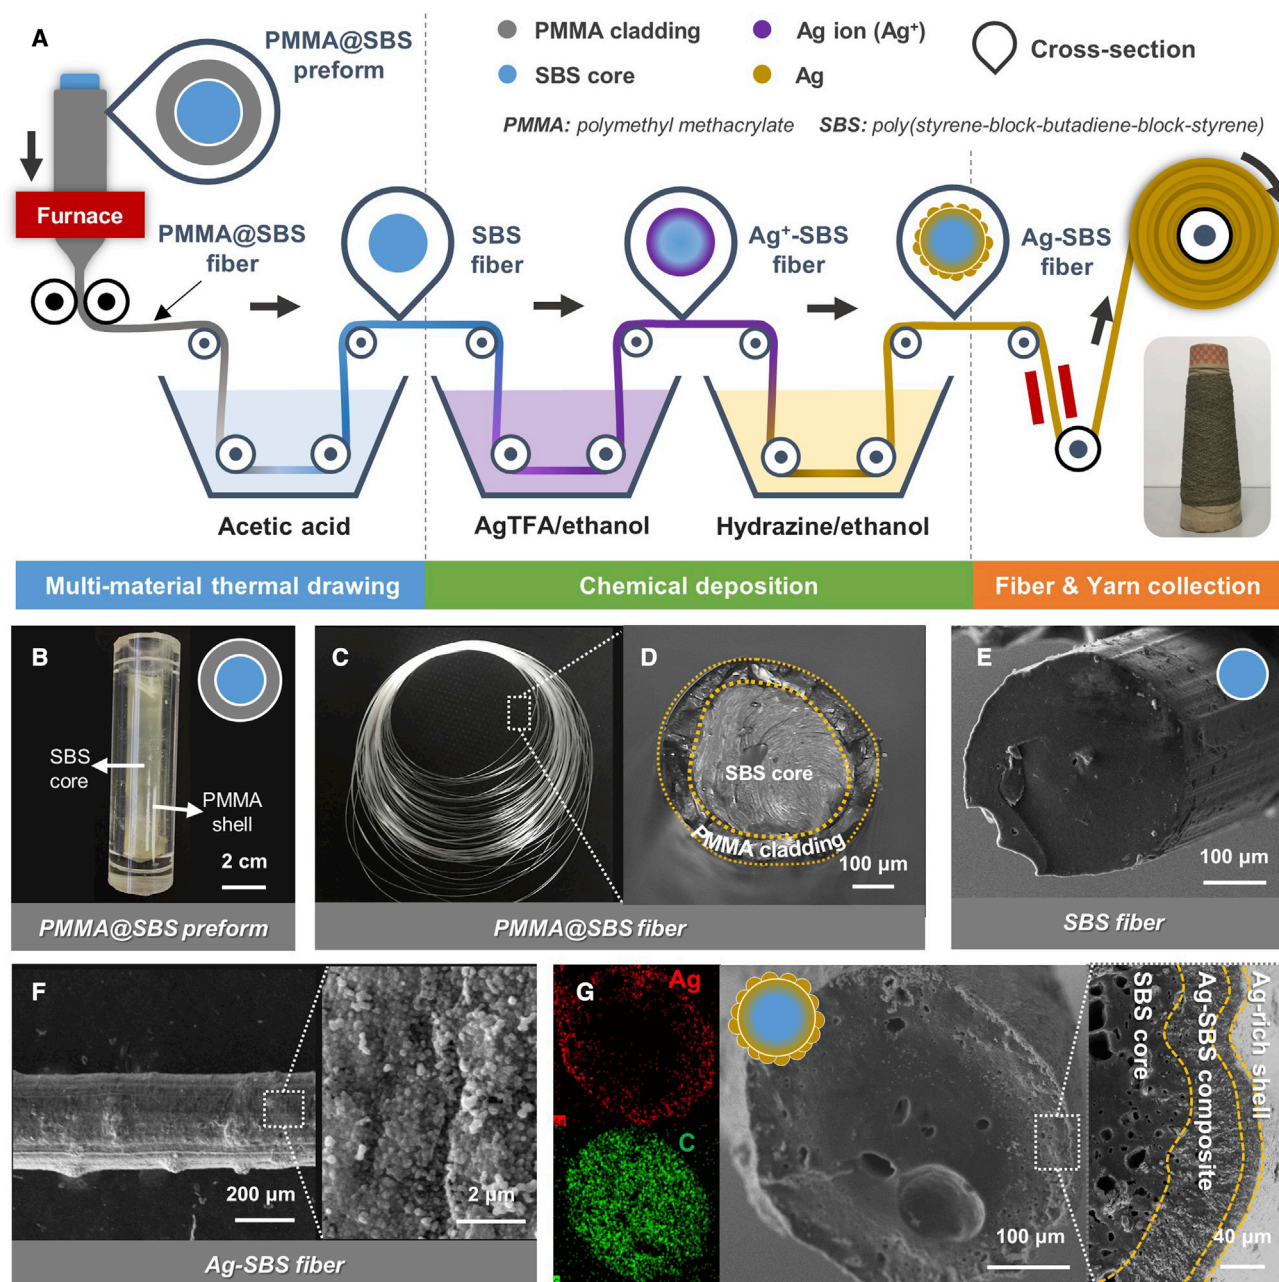 A
PMMA@SBS
preform
PMMA cladding
SBS core
Ag ion (Ag⁺)
Ag
Cross-section
PMMA: polymethyl methacrylate
SBS: poly(styrene-block-butadiene-block-styrene)
Furnace
PMMA@SBS
fiber
SBS
fiber
Ag⁺-SBS
fiber
Ag-SBS
fiber
Acetic acid
AgTFA/ethanol
Hydrazine/ethanol
Multi-material thermal drawing
Chemical deposition
Fiber & Yarn collection
B
SBS
core
PMMA
shell
2 cm
PMMA@SBS preform
C
D
SBS core
PMMA cladding
100 µm
PMMA@SBS fiber
E
100 µm
SBS fiber
F
200 µm
2 µm
Ag-SBS fiber
G
Ag
C
100 µm
SBS core
Ag-SBS composite
Ag-rich shell
40 µm